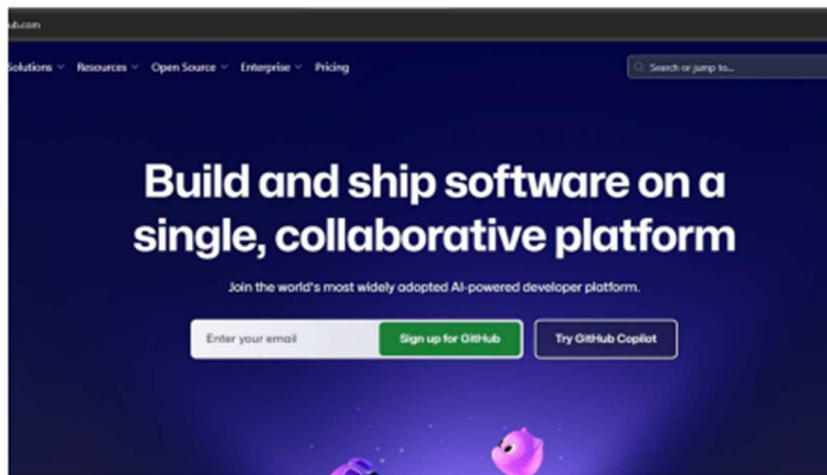 ub.com
Solutions Resources Open Source Enterprise Pricing Search or jump to...
Build and ship software on a
single, collaborative platform
Join the world's most widely adopted AI-powered developer platform.
Enter your email Sign up for GitHub Try GitHub Copilot